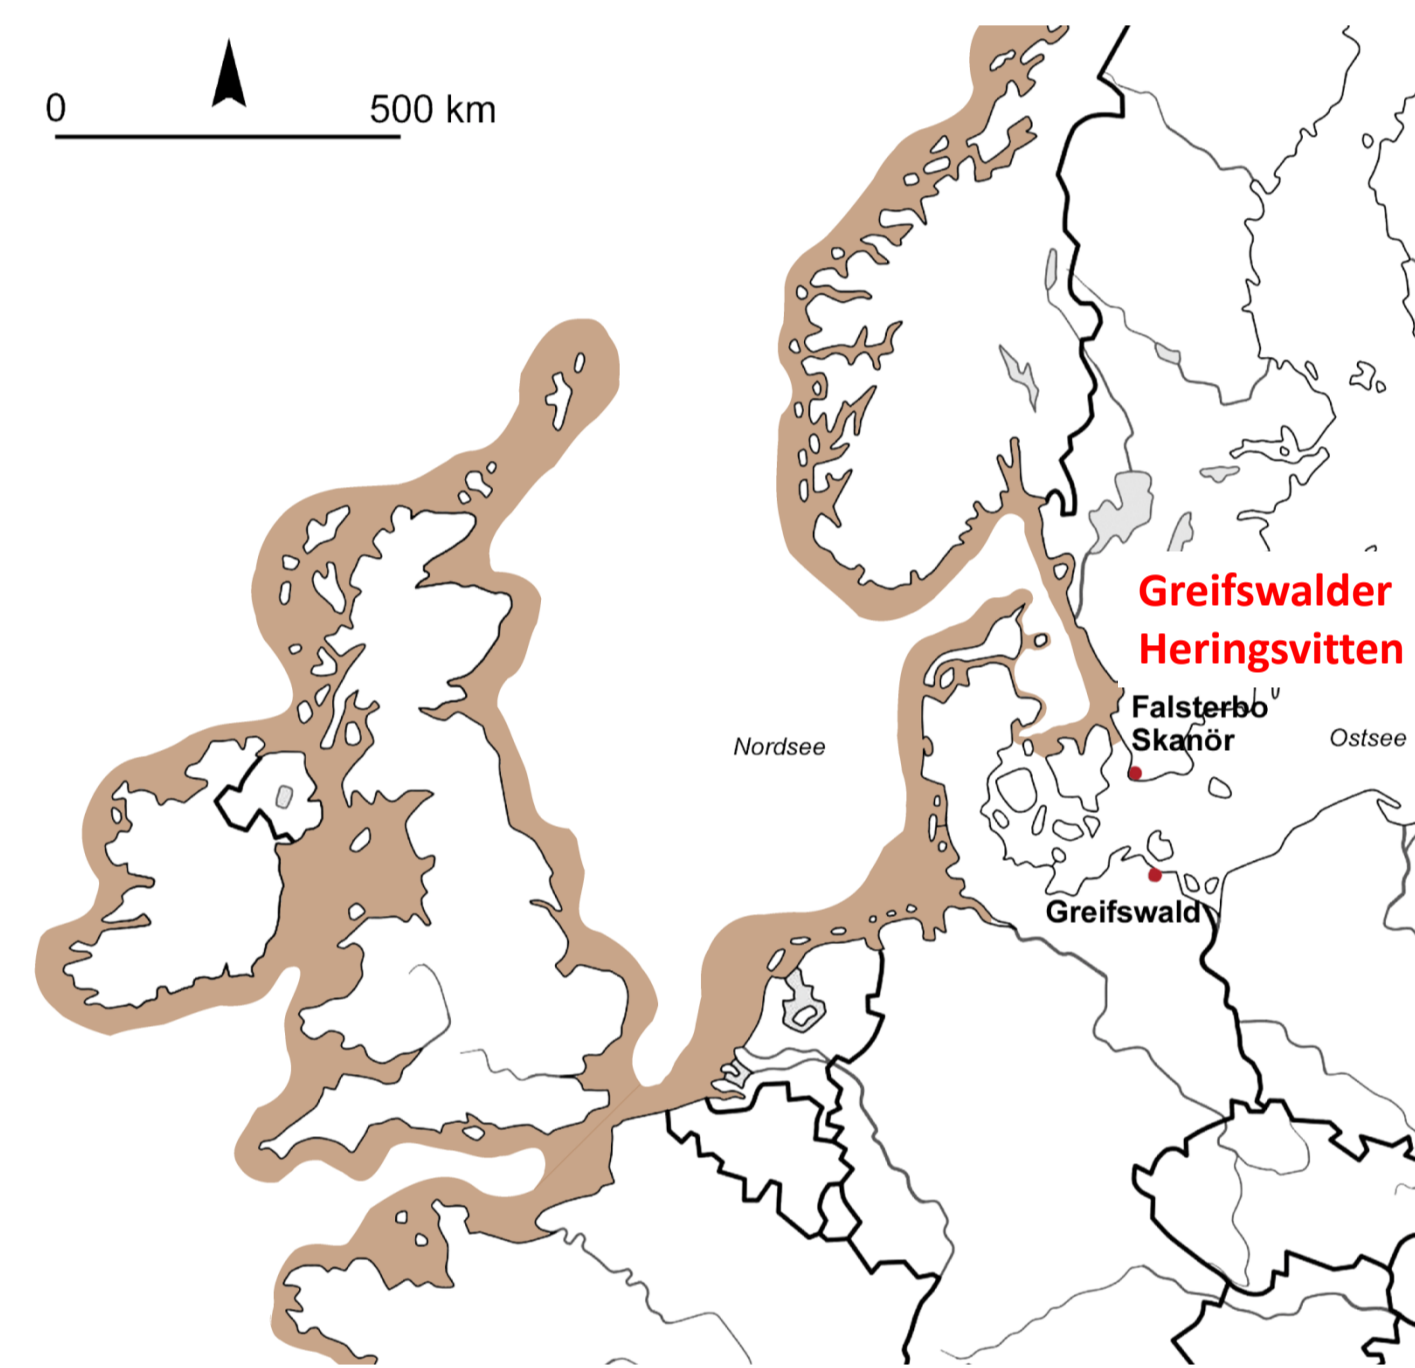 0 500 km
Greifswalder
Heringsvitten
Falsterbo
Skanör
Nordsee
Ostsee
Greifswald